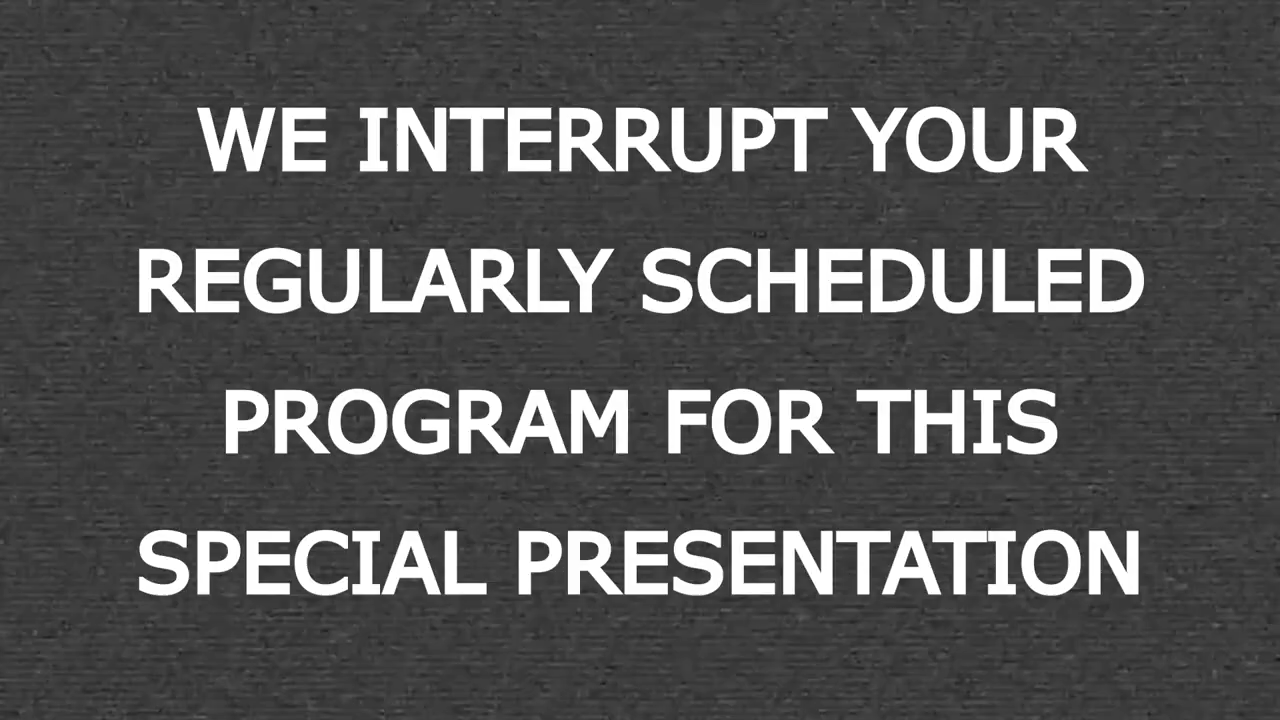 WE INTERRUPT YOUR
REGULARLY SCHEDULED
PROGRAM FOR THIS
SPECIAL PRESENTATION